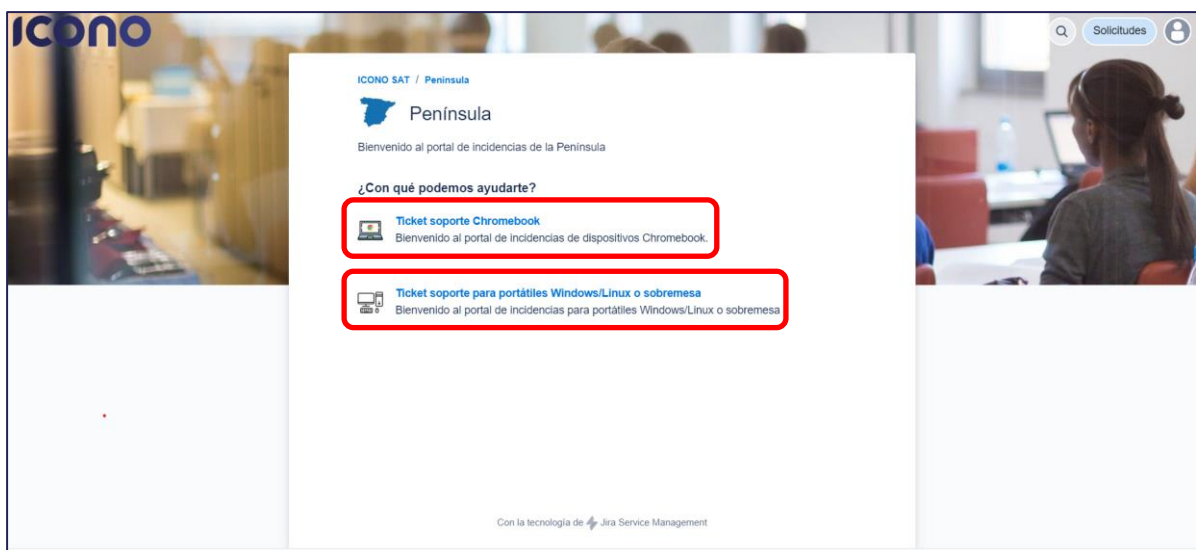 ICONO
Solicitudes
ICONO SAT / Península
Península
Bienvenido al portal de incidencias de la Península
¿Con qué podemos ayudarte?
Ticket soporte Chromebook
Bienvenido al portal de incidencias de dispositivos Chromebook.
Ticket soporte para portátiles Windows/Linux o sobremesa
Bienvenido al portal de incidencias para portátiles Windows/Linux o sobremesa
Con la tecnología de Jira Service Management